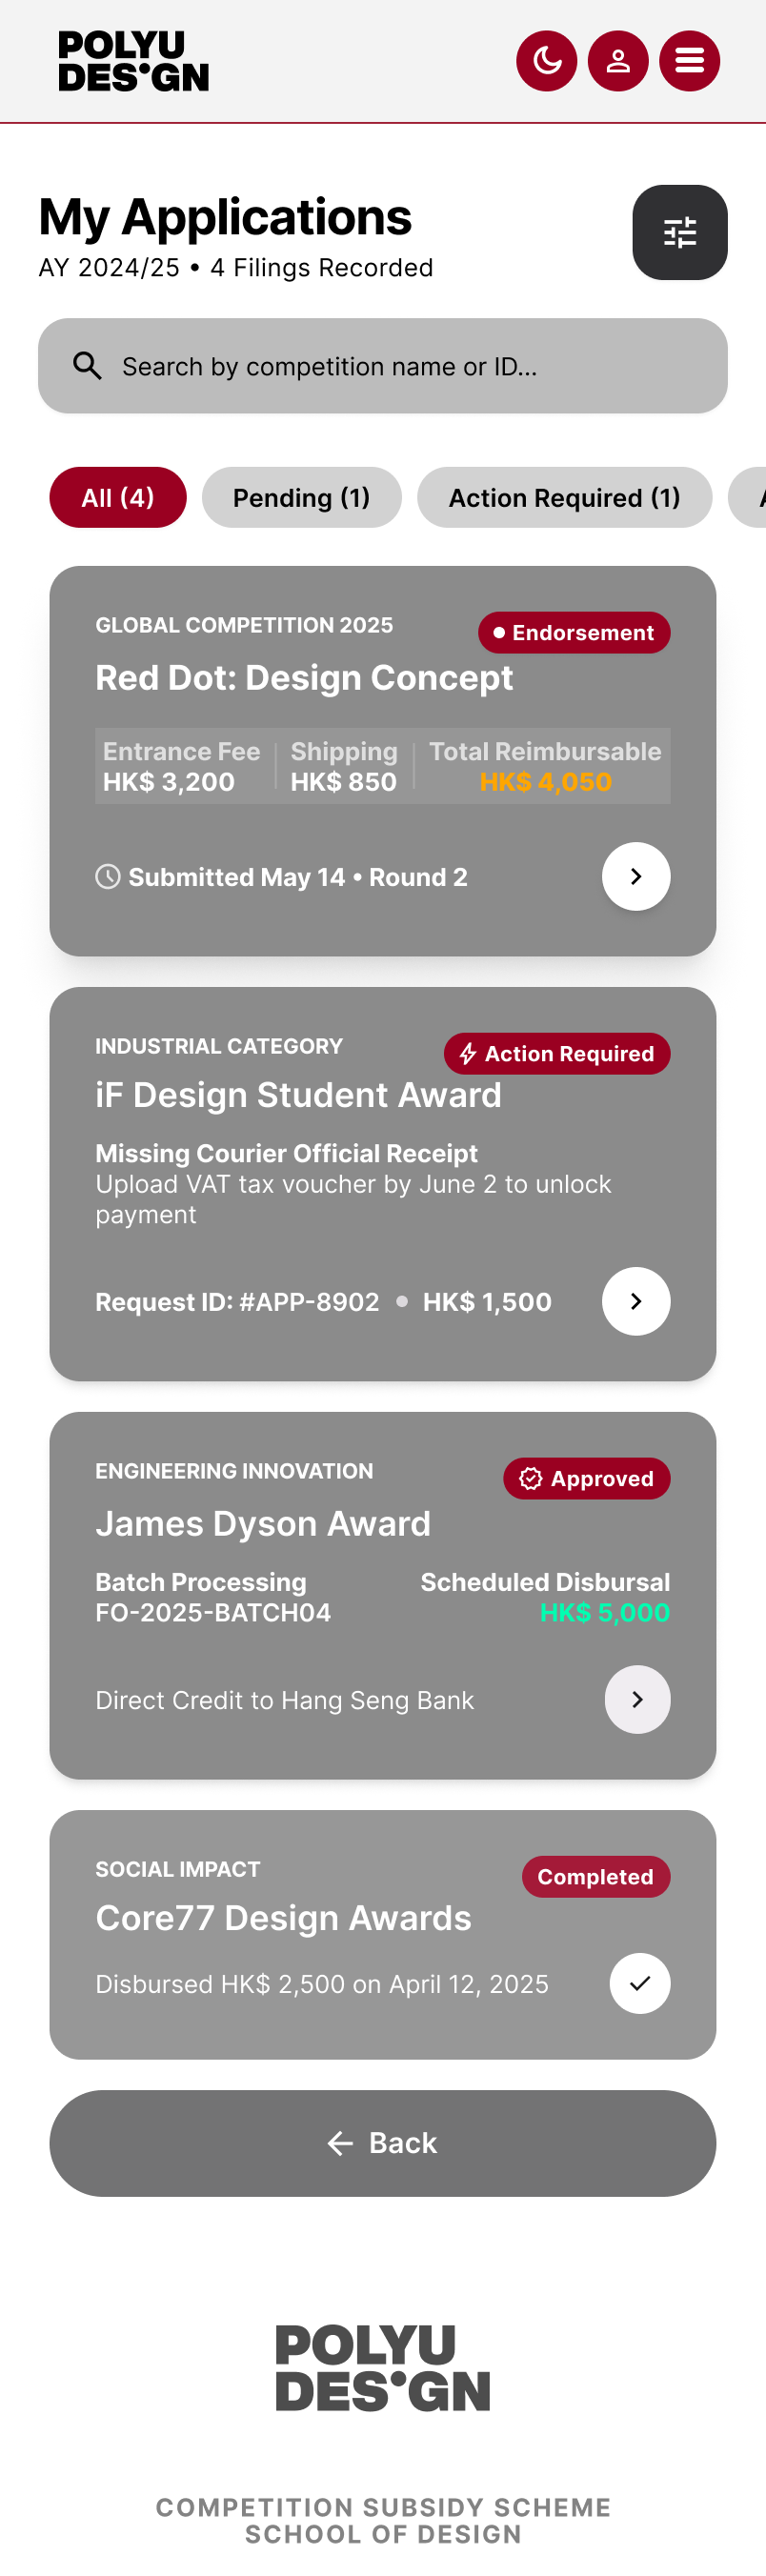 POLYU
DESIGN
My Applications
AY 2024/25 • 4 Filings Recorded
Search by competition name or ID...
All (4)
Pending (1)
Action Required (1)
A
GLOBAL COMPETITION 2025
Endorsement
Red Dot: Design Concept
Entrance Fee
Shipping
Total Reimbursable
HK$ 3,200
HK$ 850
HK$ 4,050
Submitted May 14 • Round 2
INDUSTRIAL CATEGORY
Action Required
iF Design Student Award
Missing Courier Official Receipt
Upload VAT tax voucher by June 2 to unlock
payment
Request ID: #APP-8902 • HK$ 1,500
ENGINEERING INNOVATION
Approved
James Dyson Award
Batch Processing
Scheduled Disbursal
FO-2025-BATCH04
HK$ 5,000
Direct Credit to Hang Seng Bank
SOCIAL IMPACT
Completed
Core77 Design Awards
Disbursed HK$ 2,500 on April 12, 2025
Back
POLYU
DESIGN
COMPETITION SUBSIDY SCHEME
SCHOOL OF DESIGN